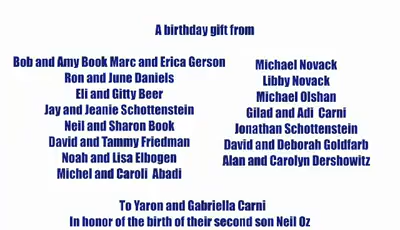 A birthday gift from
Bob and Amy Book Marc and Erica Gerson
Ron and June Daniels
Eli and Gitty Beer
Jay and Jeanie Schottenstein
Neil and Sharon Book
David and Tammy Friedman
Noah and Lisa Elbogen
Michel and Caroli Abadi
Michael Novack
Libby Novack
Michael Olshan
Gilad and Adi Carni
Jonathan Schottenstein
David and Deborah Goldfarb
Alan and Carolyn Dershowitz
To Yaron and Gabriella Carni
In honor of the birth of their second son Neil Oz